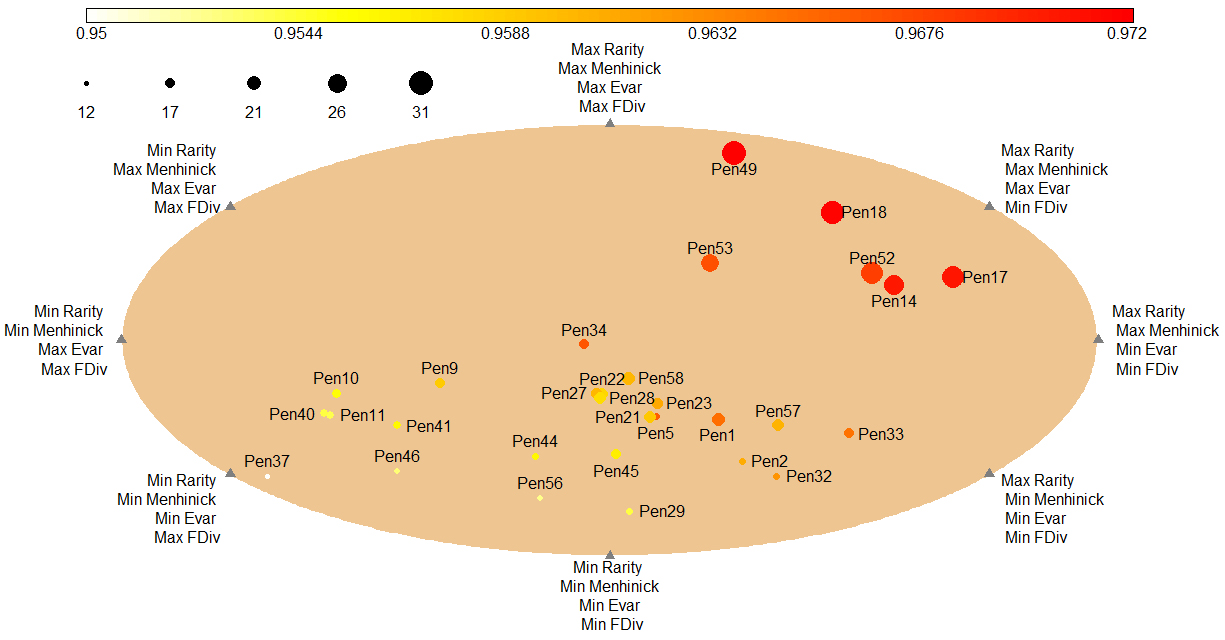 0.95 0.9544 0.9588 0.9632 0.9676 0.972
12 17 21 26 31
Max Rarity
Max Menhinick
Max Evar
Max FDiv
Min Rarity
Max Menhinick
Max Evar
Max FDiv
Max Rarity
Max Menhinick
Max Evar
Min FDiv
Pen49
Pen18
Pen53
Pen52
Pen17
Pen14
Min Rarity
Min Menhinick
Max Evar
Max FDiv
Max Rarity
Max Menhinick
Min Evar
Min FDiv
Pen34
Pen9
Pen10
Pen22
Pen58
Pen27
Pen28
Pen23
Pen40
Pen11
Pen21
Pen57
Pen41
Pen5
Pen1
Pen33
Pen44
Pen46
Pen37
Pen45
Pen2
Pen32
Pen56
Pen29
Min Rarity
Min Menhinick
Min Evar
Max FDiv
Max Rarity
Min Menhinick
Min Evar
Min FDiv
Min Rarity
Min Menhinick
Min Evar
Min FDiv